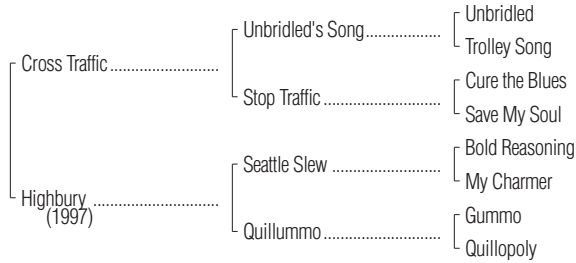 Unbridled
Unbridled's Song
Trolley Song
Cross Traffic
Cure the Blues
Stop Traffic
Save My Soul
Bold Reasoning
Seattle Slew
My Charmer
Highbury
(1997)
Gummo
Quillummo
Quillopoly